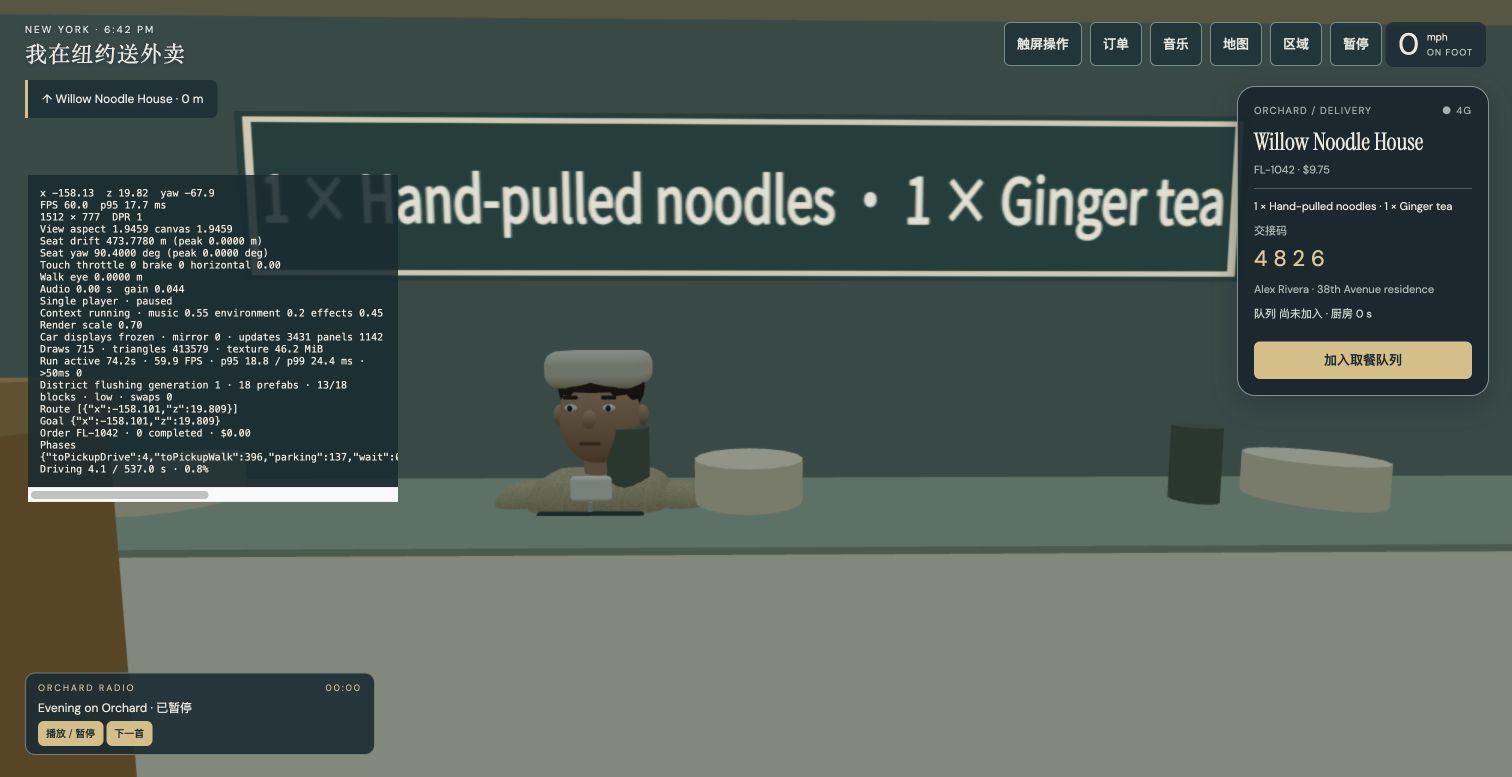 NEW YORK · 6:42 PM
我在纽约送外卖
触屏操作
订单
音乐
地图
区域
暂停
0 mph
ON FOOT
↑ Willow Noodle House · 0 m
1 × Hand-pulled noodles • 1 × Ginger tea
x -158.13 z 19.82 yaw -67.9
FPS 60.0 p95 17.7 ms
1512 × 777 DPR 1
View aspect 1.9459 canvas 1.9459
Seat drift 473.7780 m (peak 0.0000 m)
Seat yaw 90.4000 deg (peak 0.0000 deg)
Touch throttle 0 brake 0 horizontal 0.00
Walk eye 0.0000 m
Audio 0.00 s gain 0.044
Single player · paused
Context running · music 0.55 environment 0.2 effects 0.45
Render scale 0.70
Car displays frozen · mirror 0 · updates 3431 panels 1142
Draws 715 · triangles 413579 · texture 46.2 MiB
Run active 74.2s · 59.9 FPS · p95 18.8 / p99 24.4 ms ·
>50ms 0
District flushing generation 1 · 18 prefabs · 13/18
blocks · low · swaps 0
Route [{"x":-158.101,"z":19.809}]
Goal {"x":-158.101,"z":19.809}
Order FL-1042 · 0 completed · $0.00
Phases
{"toPickupDrive":4,"toPickupWalk":396,"parking":137,"wait":
Driving 4.1 / 537.0 s · 0.8%
ORCHARD / DELIVERY
4G
Willow Noodle House
FL-1042 · $9.75
1 × Hand-pulled noodles · 1 × Ginger tea
交接码
4826
Alex Rivera · 38th Avenue residence
队列 尚未加入 · 厨房 0 s
加入取餐队列
ORCHARD RADIO
00:00
Evening on Orchard · 已暂停
播放 / 暂停
下一首